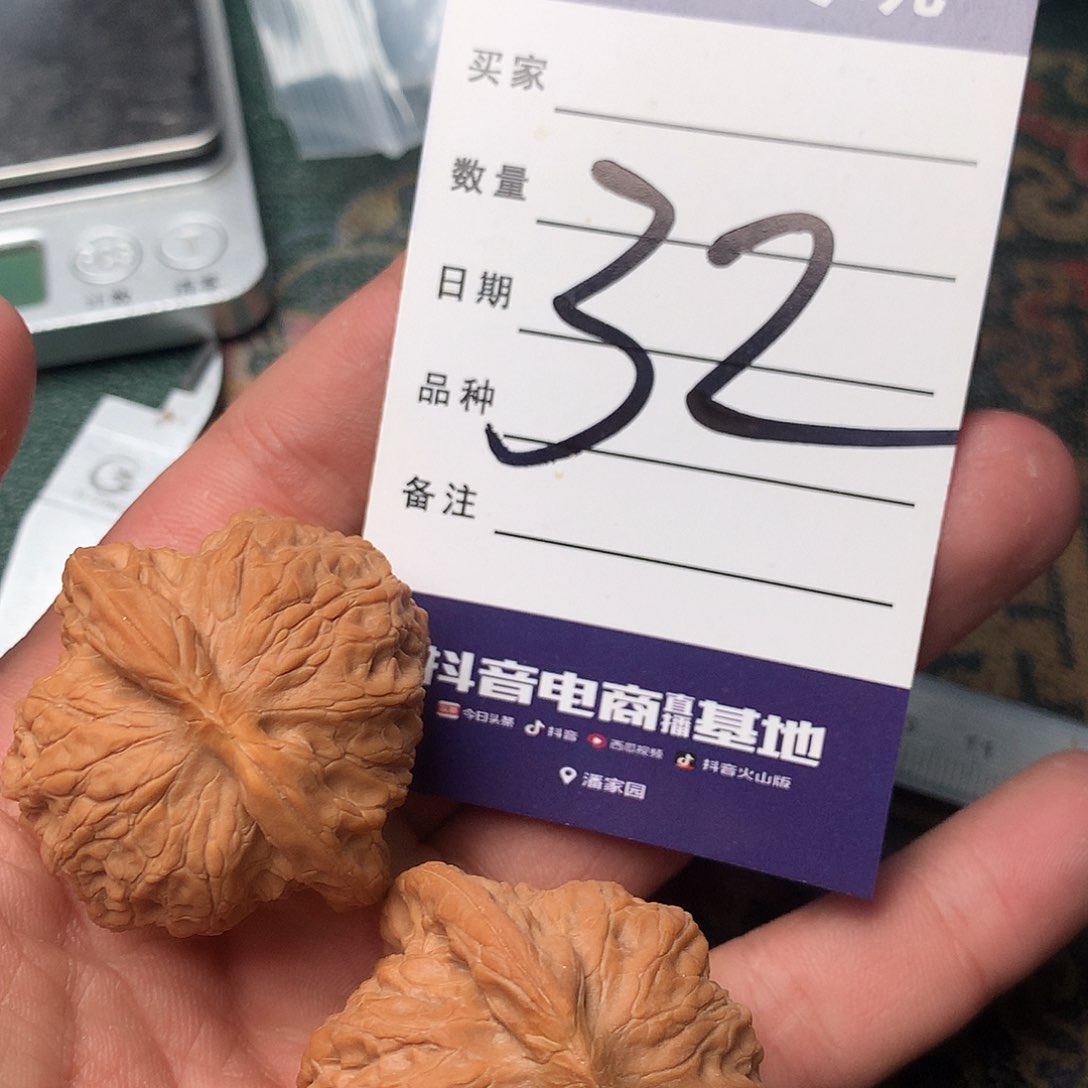 买家
数量
日期
品种
备注
32
抖音电商直播基地
今日头条 抖音 西瓜视频 抖音火山版
潘家园